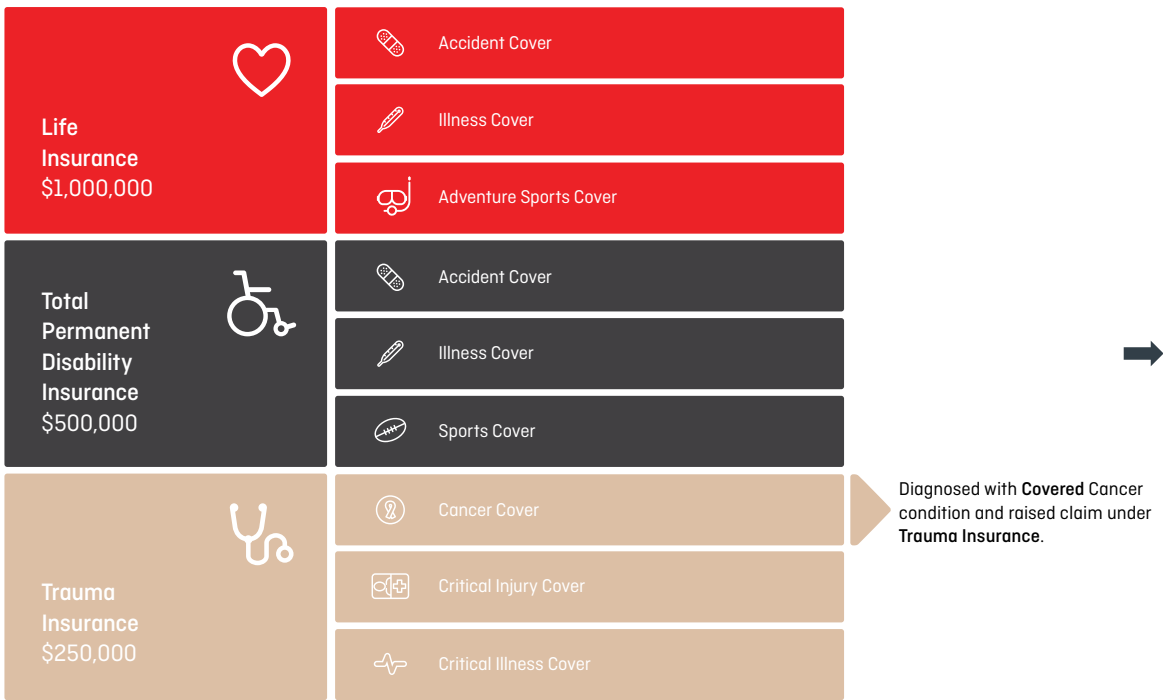 Life
Insurance
$1,000,000
Accident Cover
Illness Cover
Adventure Sports Cover
Total
Permanent
Disability
Insurance
$500,000
Accident Cover
Illness Cover
Sports Cover
Trauma
Insurance
$250,000
Cancer Cover
Critical Injury Cover
Critical Illness Cover
Diagnosed with Covered Cancer
condition and raised claim under
Trauma Insurance.